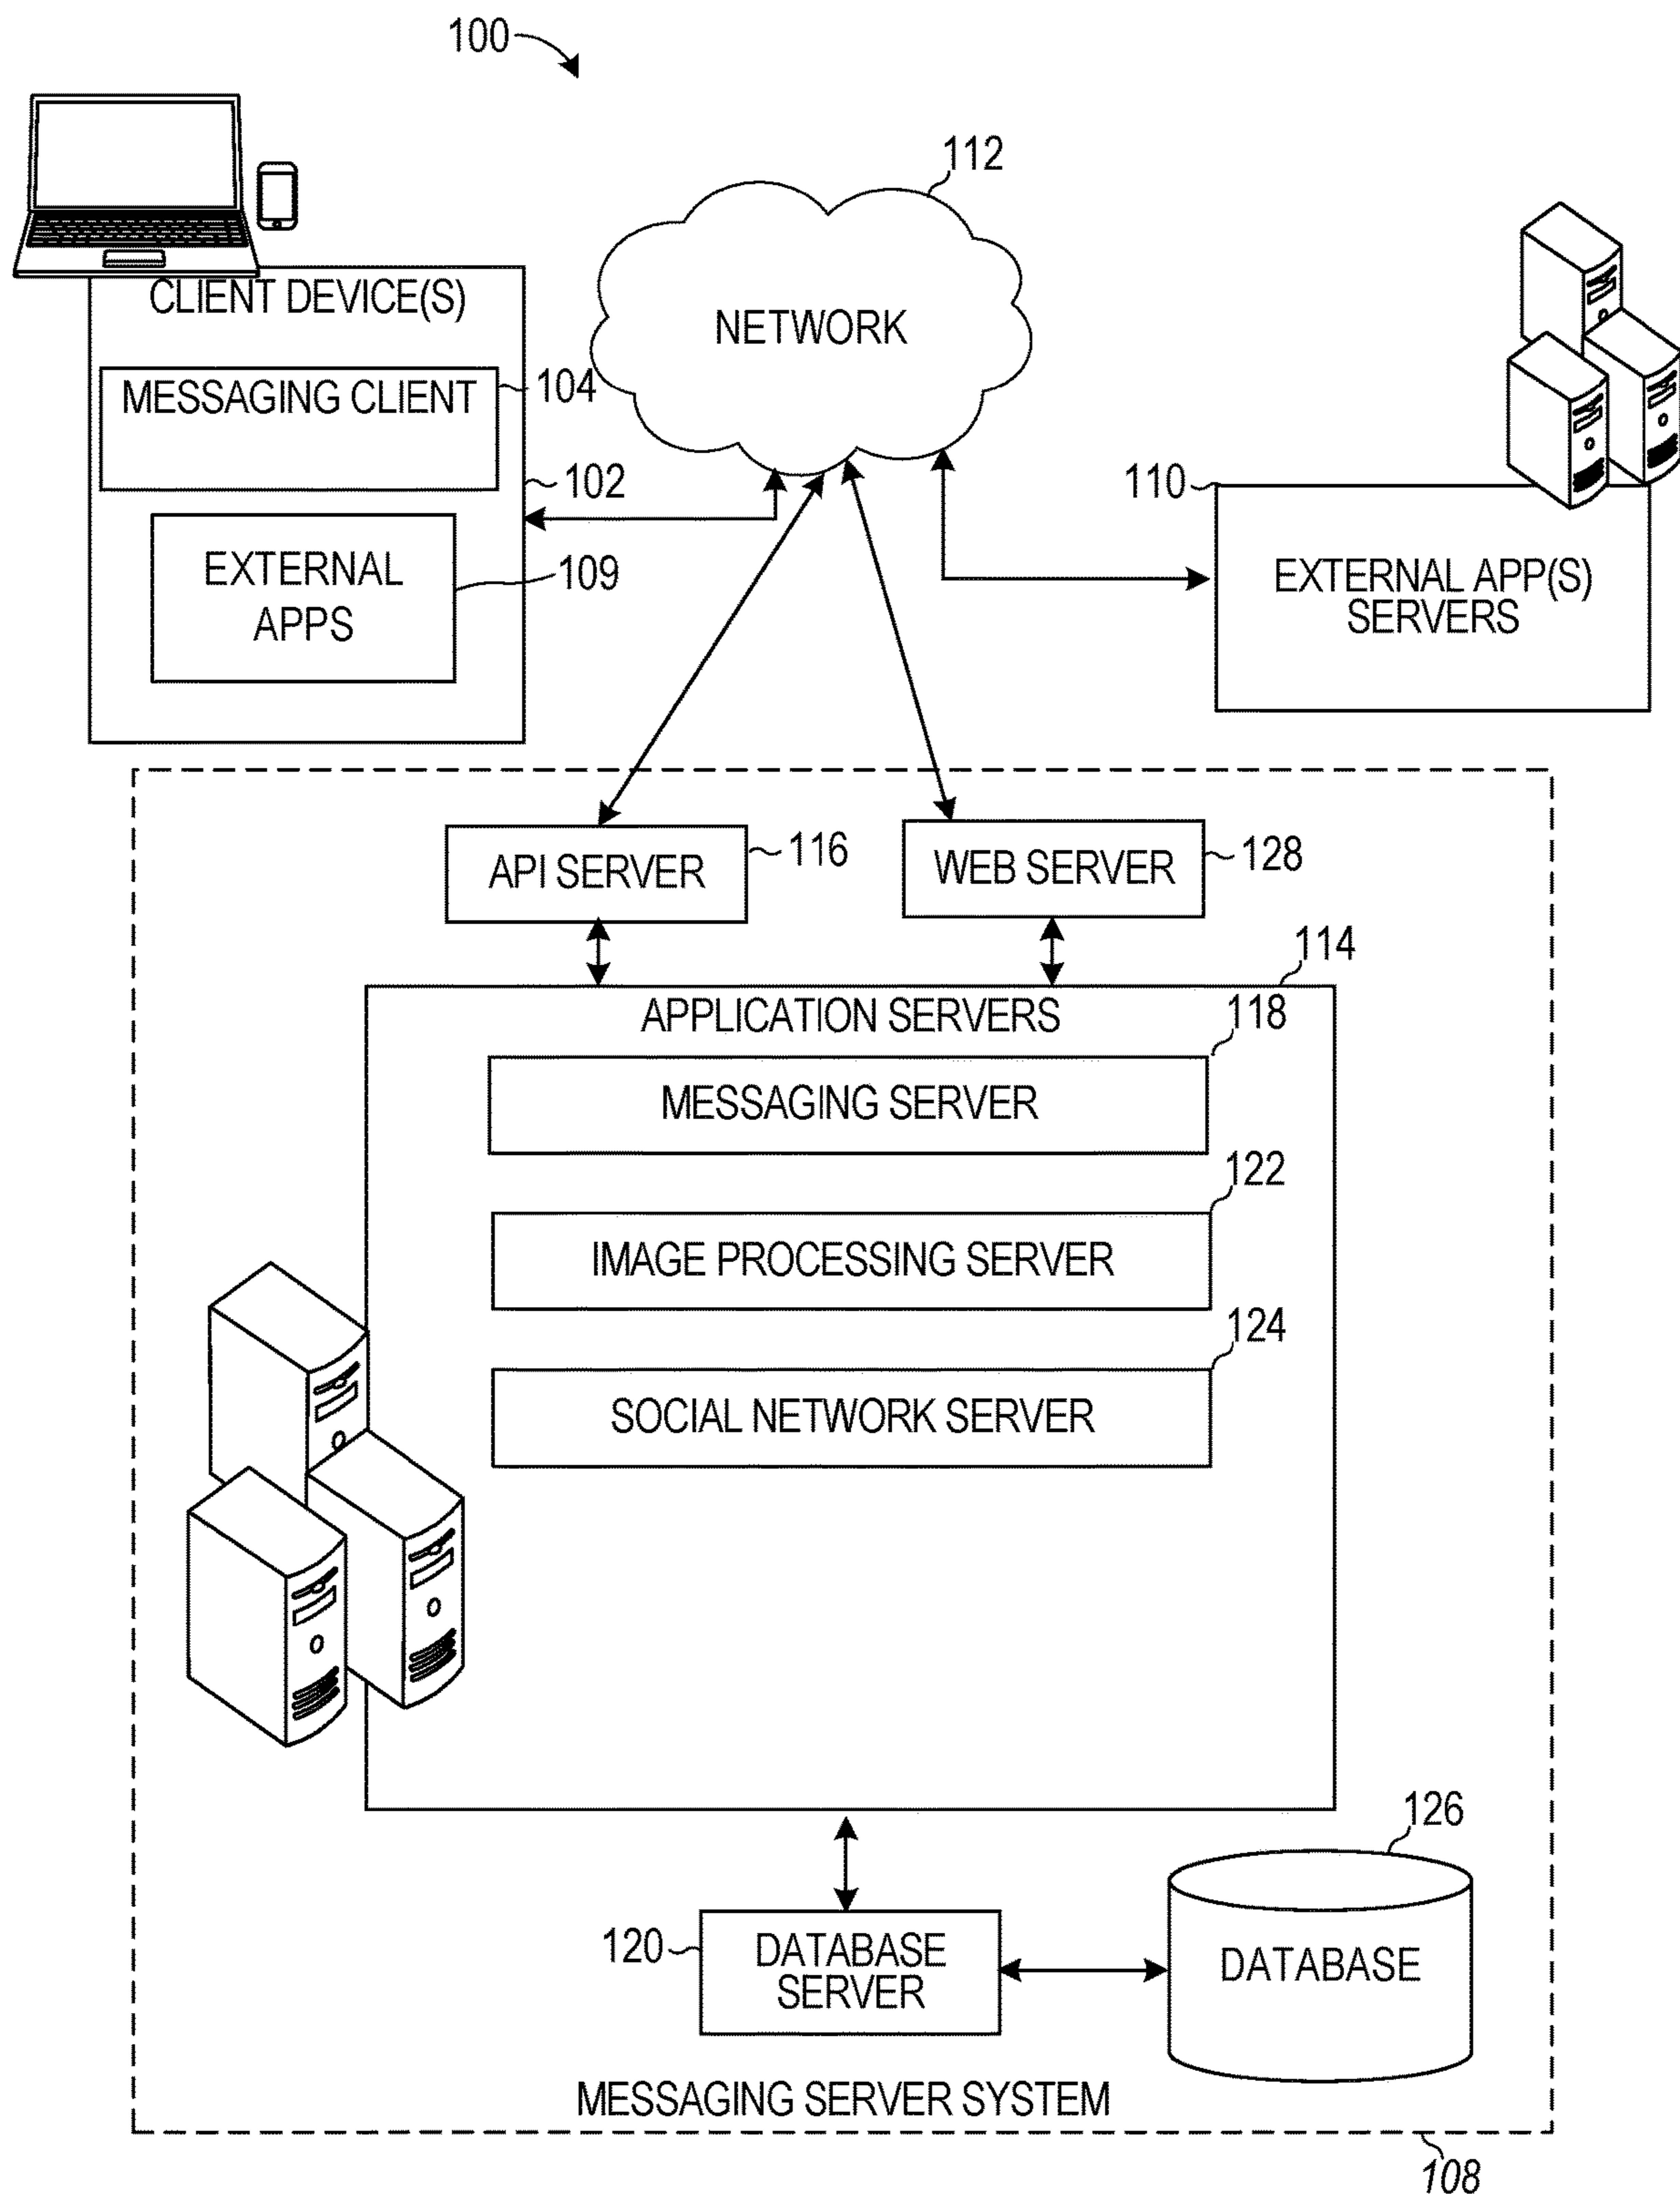 100
112
CLIENT DEVICE(S)
NETWORK
MESSAGING CLIENT
104
102
110
EXTERNAL
APPS
109
EXTERNAL APP(S)
SERVERS
API SERVER
116
WEB SERVER
128
114
APPLICATION SERVERS
118
MESSAGING SERVER
122
IMAGE PROCESSING SERVER
124
SOCIAL NETWORK SERVER
126
120
DATABASE
SERVER
DATABASE
MESSAGING SERVER SYSTEM
108